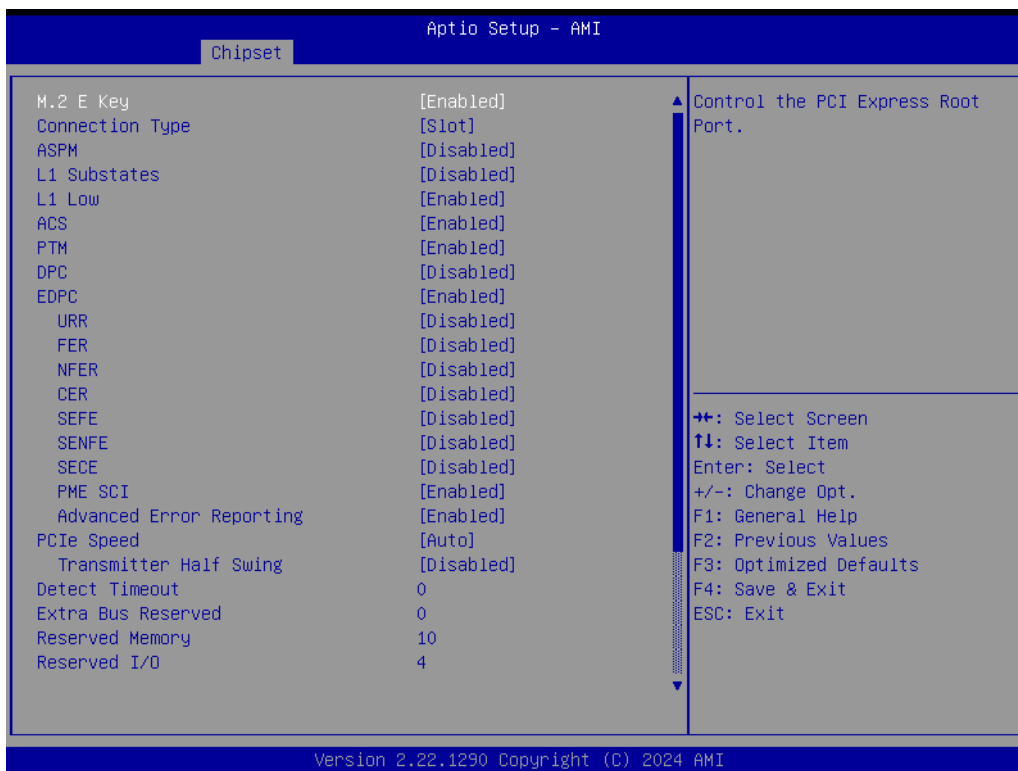 Aptio Setup – AMI
Chipset
M.2 E Key [Enabled]
Connection Type [Slot]
ASPM [Disabled]
L1 Substates [Disabled]
L1 Low [Enabled]
ACS [Enabled]
PTM [Enabled]
DPC [Disabled]
EDPC [Enabled]
URR [Disabled]
FER [Disabled]
NFER [Disabled]
CER [Disabled]
SEFE [Disabled]
SENFE [Disabled]
SECE [Disabled]
PME SCI [Enabled]
Advanced Error Reporting [Enabled]
PCIe Speed [Auto]
Transmitter Half Swing [Disabled]
Detect Timeout 0
Extra Bus Reserved 0
Reserved Memory 10
Reserved I/O 4
Control the PCI Express Root
Port.
→←: Select Screen
↑↓: Select Item
Enter: Select
+/-: Change Opt.
F1: General Help
F2: Previous Values
F3: Optimized Defaults
F4: Save & Exit
ESC: Exit
Version 2.22.1290 Copyright (C) 2024 AMI